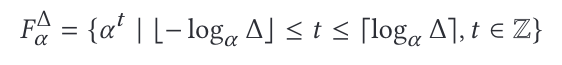 F_α^Δ = {α^t | ⌊−log_α Δ⌋ ≤ t ≤ ⌈log_α Δ⌉, t ∈ ℤ}